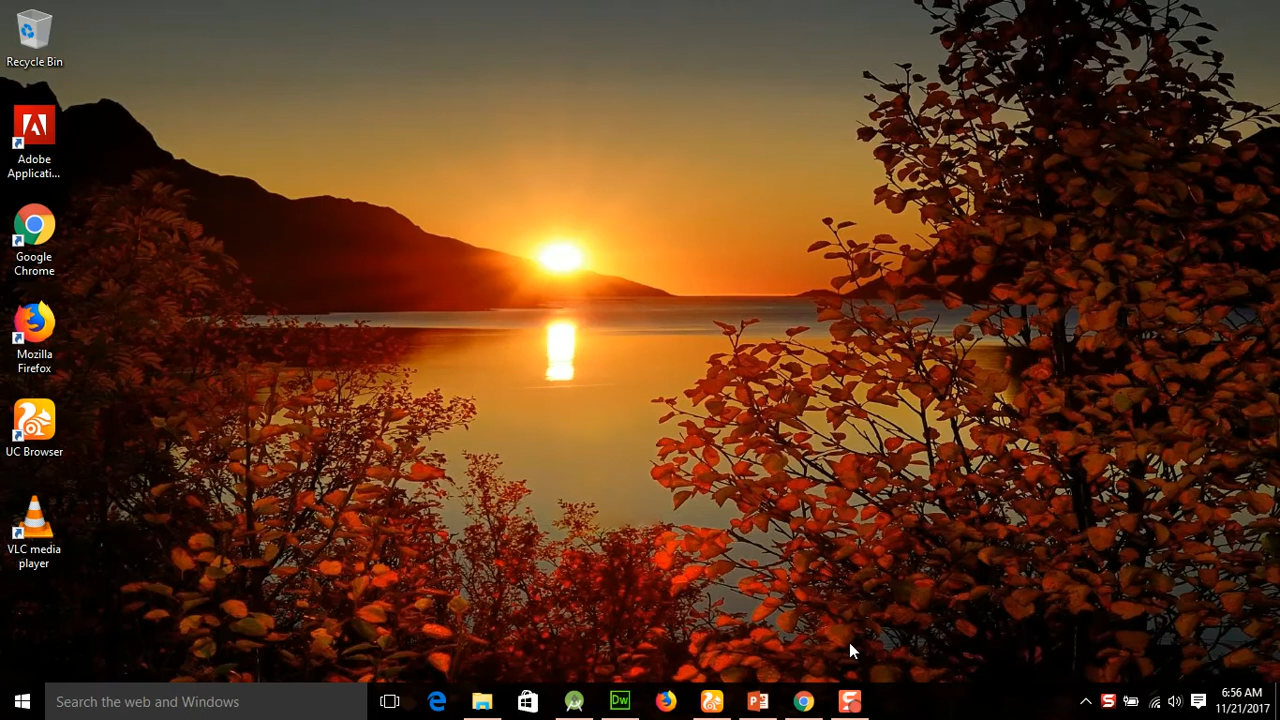 Recycle Bin
Adobe
Applicati...
Google
Chrome
Mozilla
Firefox
UC Browser
VLC media
player
Search the web and Windows
Dw
6:56 AM
11/21/2017